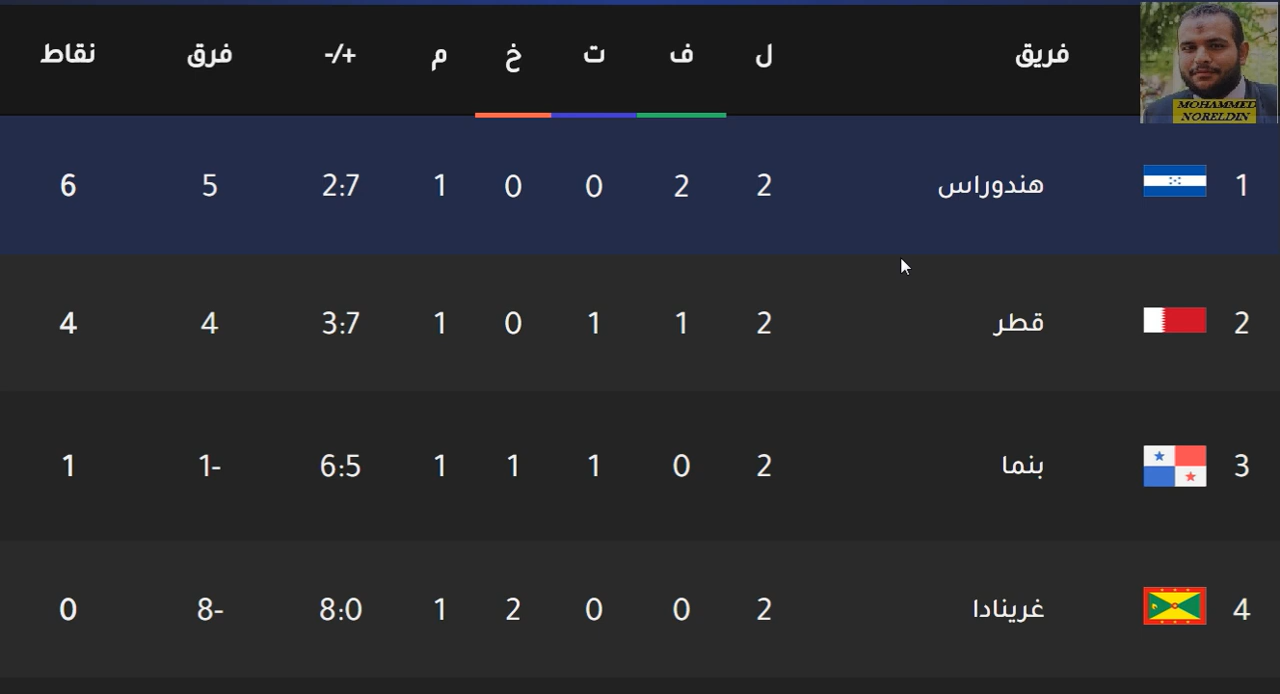 فريق ل ف ت خ م +/- فرق نقاط
MOHAMMED
NORELDIN
1 هندوراس 2 2 0 0 1 2:7 5 6
2 قطر 2 1 1 0 1 3:7 4 4
3 بنما 2 0 1 1 1 6:5 1- 1
4 غرينادا 2 0 0 2 1 8:0 8- 0